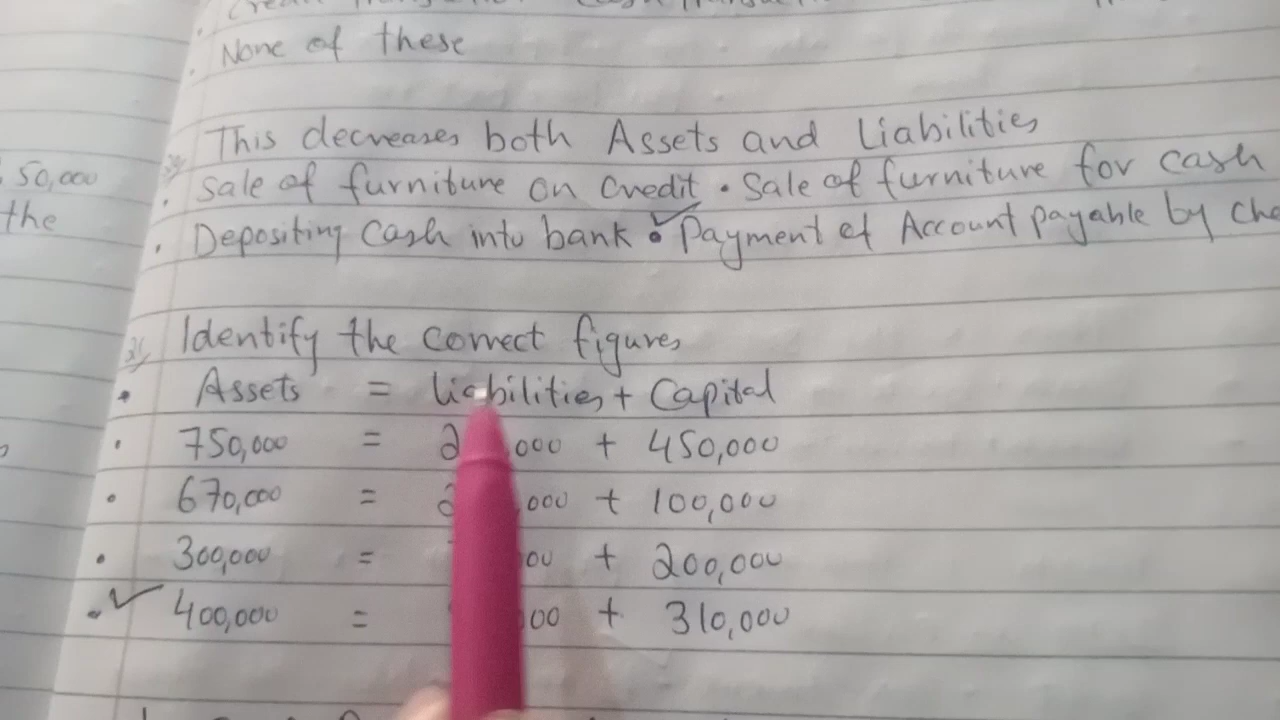 None of these
This decreases both Assets and Liabilities
50,000
. Sale of furniture on Credit . Sale of furniture for cash
the
. Depositing Cash into bank . Payment of Account payable by
Identify the correct figures
. Assets = Liabilities + Capital
. 750,000 = 000 + 450,000
. 670,000 = ,000 + 100,000
. 300,000 = + 200,000
. ✓ 400,000 = + 310,000